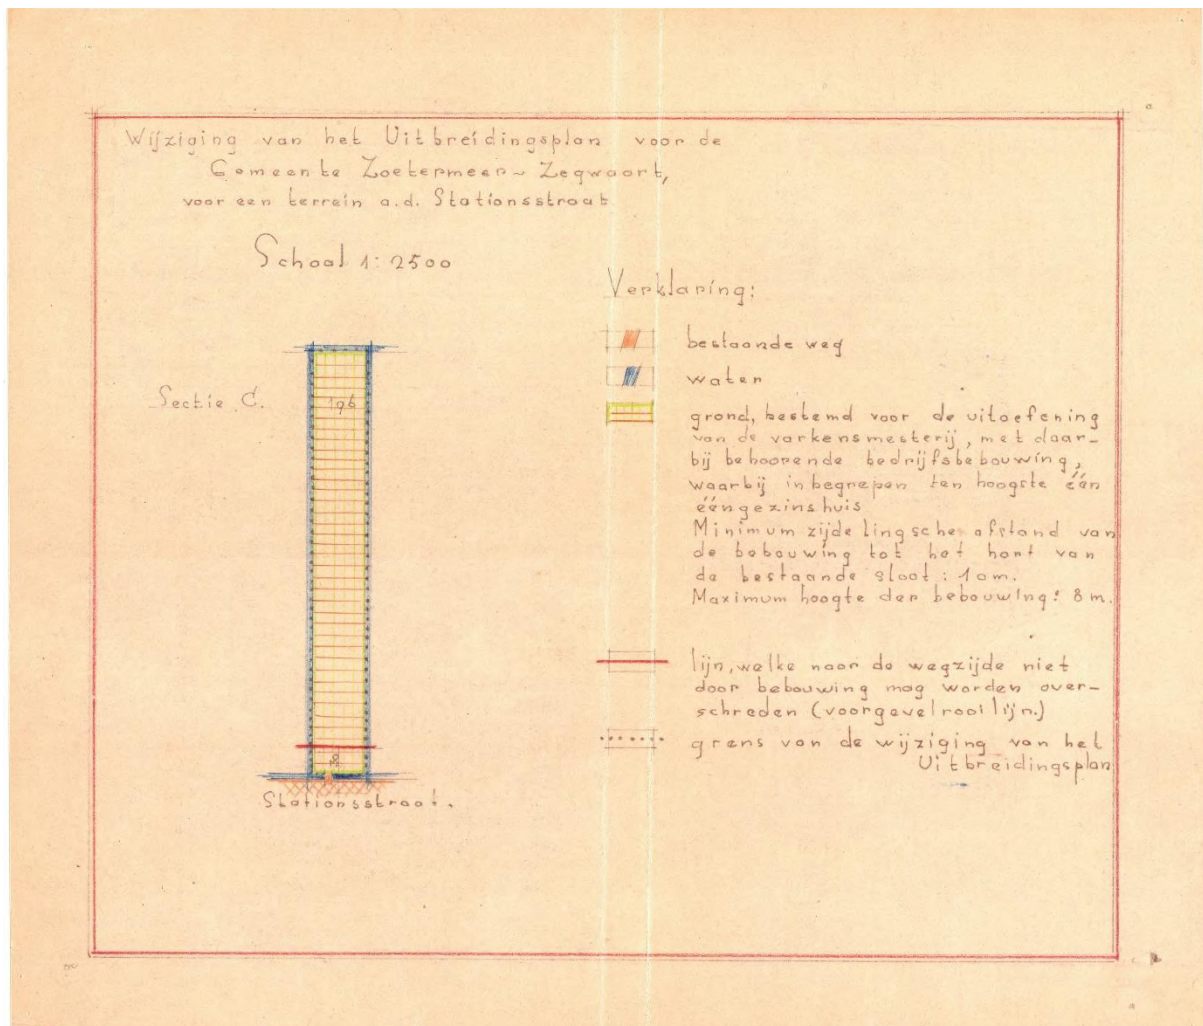 Wijziging van het Uitbreidingsplan voor de
Gemeente Zoetermeer-Zegwaart,
voor een terrein a.d. Stationsstraat.
Schaal 1:2500
Verklaring:
bestaande weg
water
Sectie C.
196
grond, bestemd voor de uitoefening
van de varkensmesterij, met daar-
bij behoorende bedrijfsbebouwing,
waarbij inbegrepen ten hoogste één
ééngezinshuis
Minimum zijdelingsche afstand van
de bebouwing tot het hart van
de bestaande sloot: 10m.
Maximum hoogte der bebouwing: 8m.
lijn, welke naar de wegzijde niet
door bebouwing mag worden over-
schreden (voorgevelrooilijn.)
grens van de wijziging van het
Uitbreidingsplan
30
Stationsstraat.